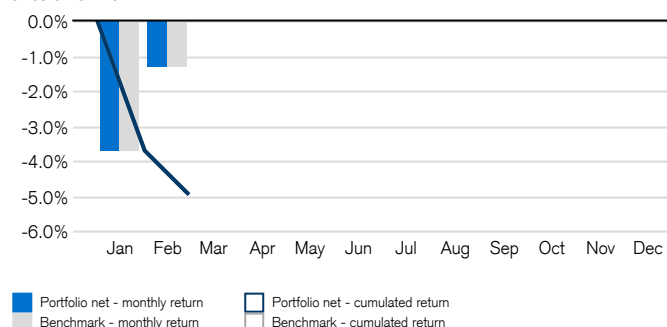 0.0%
-1.0%
-2.0%
-3.0%
-4.0%
-5.0%
-6.0%
Jan Feb Mar Apr May Jun Jul Aug Sep Oct Nov Dec
Portfolio net - monthly return Portfolio net - cumulated return
Benchmark - monthly return Benchmark - cumulated return